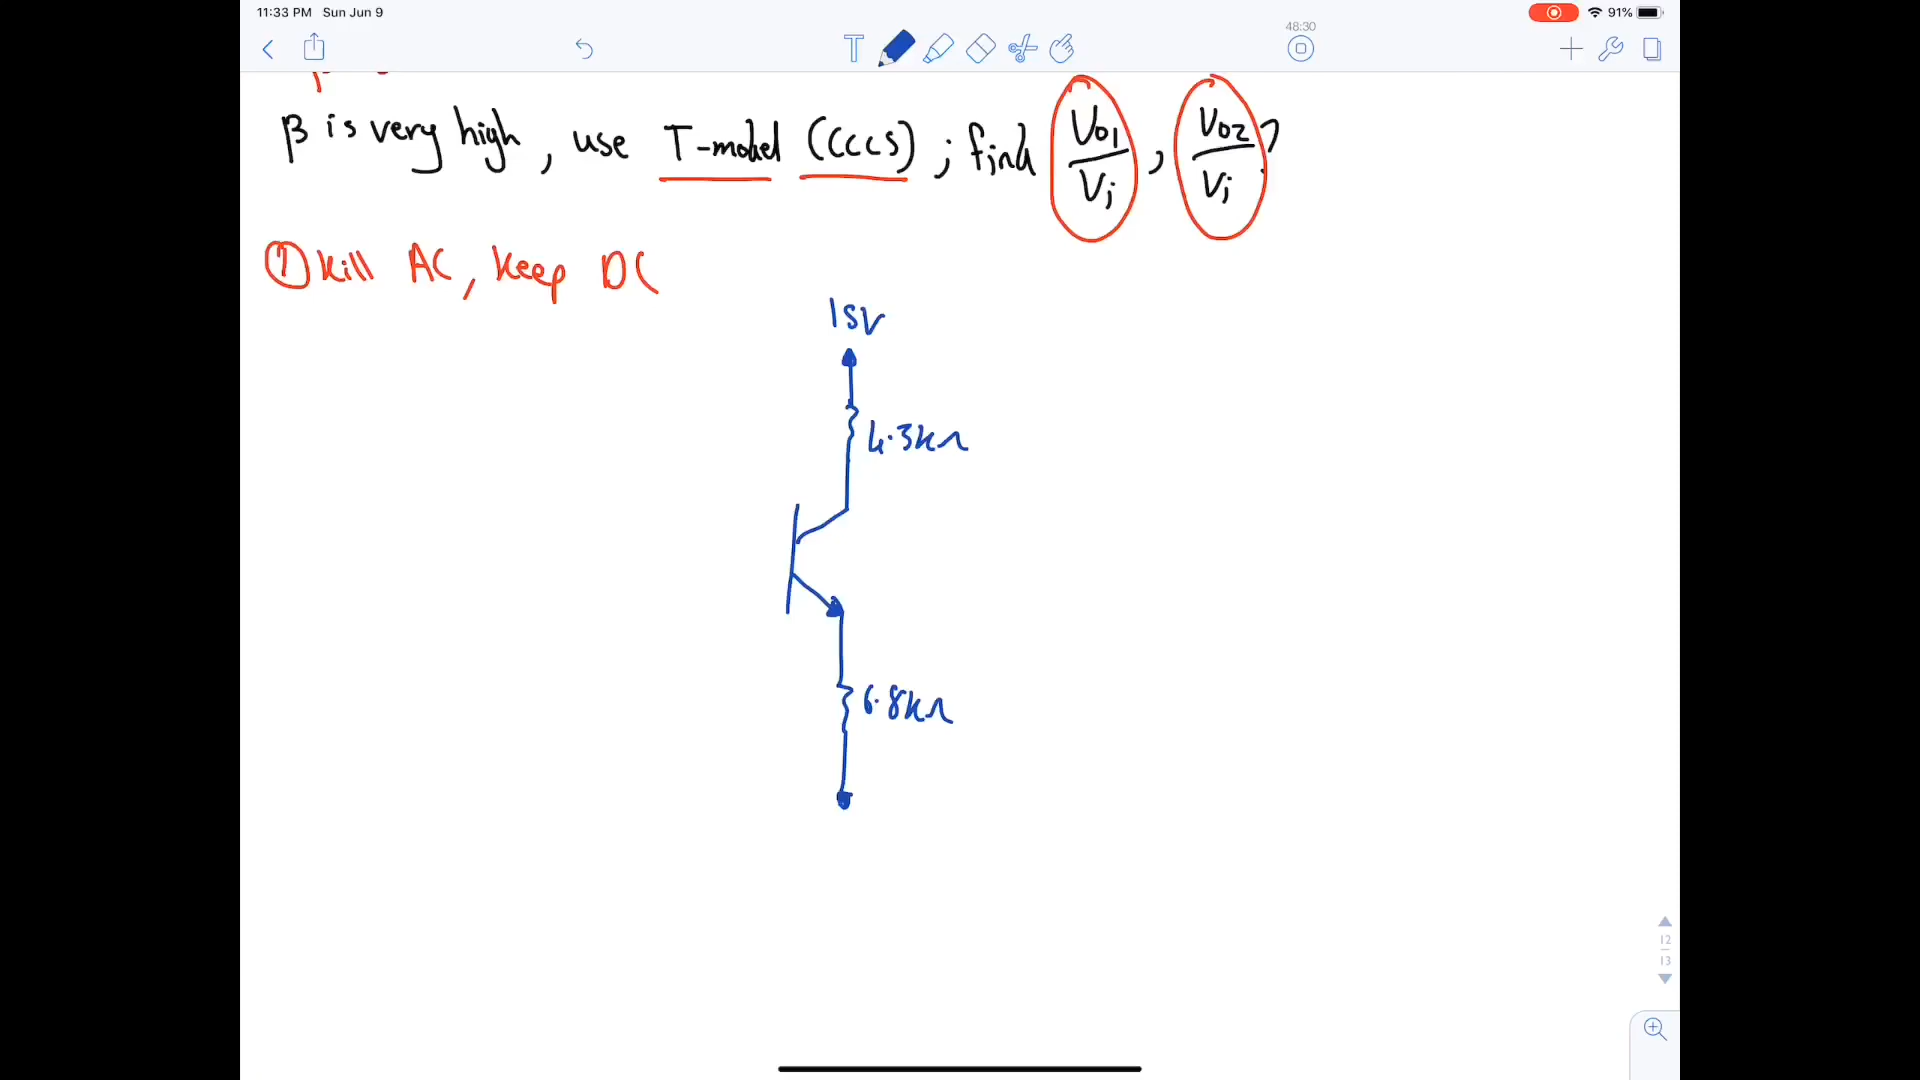 11:33 PM Sun Jun 9
91%
48:30
T
β is very high, use T-model (CCCS); find Vo1/Vi, Vo2/Vi?
① Kill AC, Keep DC
15V
4.3kΩ
6.8kΩ
12
13